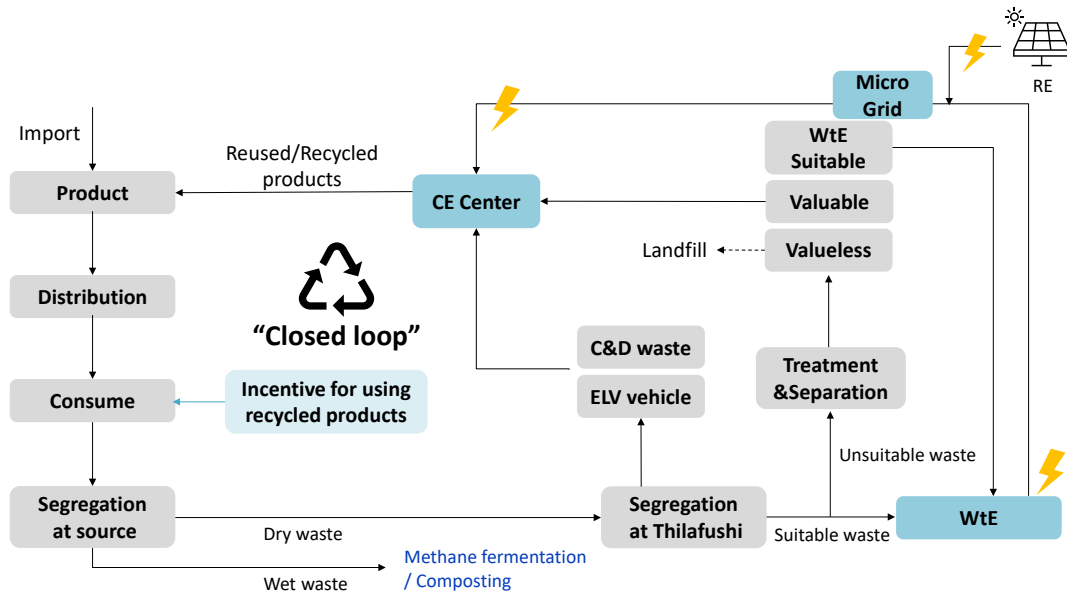 RE
Micro
Grid
Import
WtE
Suitable
Reused/Recycled
products
Product
CE Center
Valuable
Landfill
Valueless
Distribution
“Closed loop”
C&D waste
Treatment
&Separation
Incentive for using
recycled products
Consume
ELV vehicle
Unsuitable waste
Segregation
at source
Segregation
at Thilafushi
WtE
Dry waste
Suitable waste
Methane fermentation
/ Composting
Wet waste